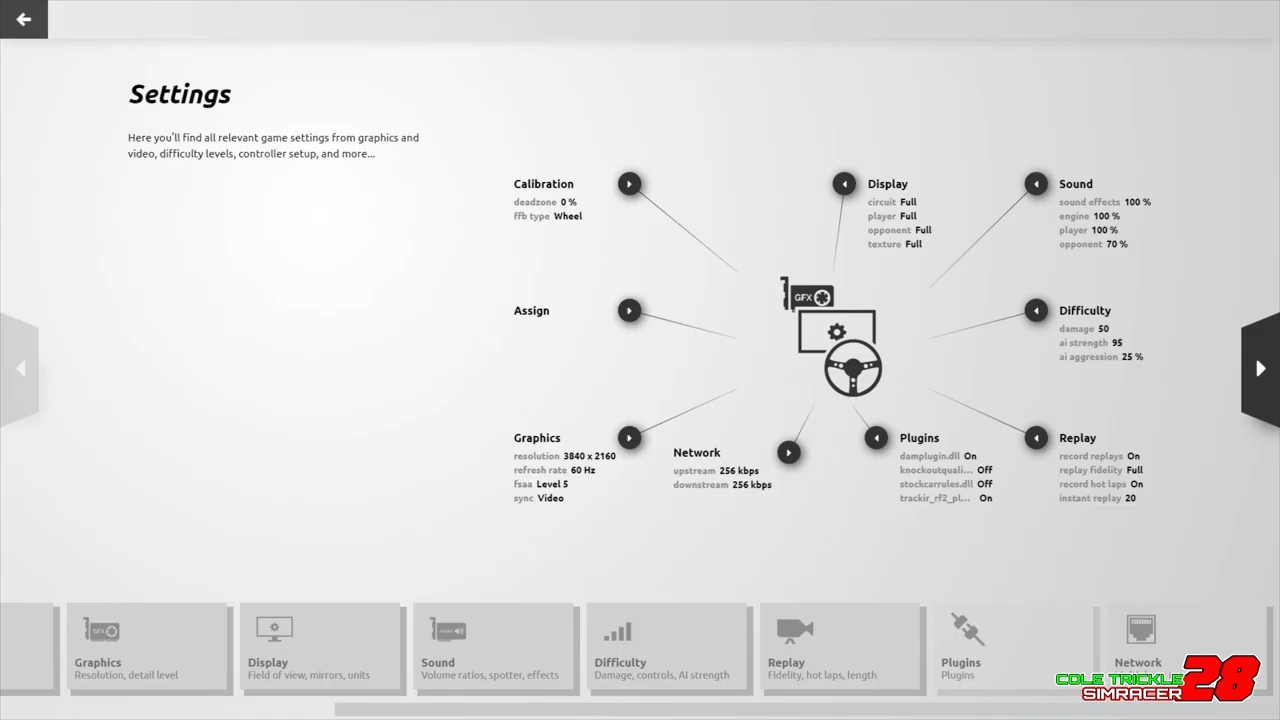 Settings
Here you'll find all relevant game settings from graphics and
video, difficulty levels, controller setup, and more...
Calibration
deadzone 0 %
ffb type Wheel
Display
circuit Full
player Full
opponent Full
texture Full
Sound
sound effects 100 %
engine 100 %
player 100 %
opponent 70 %
GFX
Assign
Difficulty
damage 50
ai strength 95
ai aggression 25 %
Graphics
resolution 3840 x 2160
refresh rate 60 Hz
fsaa Level 5
sync Video
Network
upstream 256 kbps
downstream 256 kbps
Plugins
damplugin.dll On
knockoutquali... Off
stockcarrules.dll Off
trackir_rf2_pl... On
Replay
record replays On
replay fidelity Full
record hot laps On
instant replay 20
Graphics
Resolution, detail level
Display
Field of view, mirrors, units
Sound
Volume ratios, spotter, effects
Difficulty
Damage, controls, AI strength
Replay
Fidelity, hot laps, length
Plugins
Plugins
Network
COLE TRICKLE
SIMRACER
28